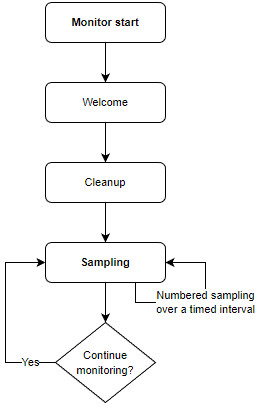 Monitor start
Welcome
Cleanup
Sampling
Numbered sampling
over a timed interval
Continue
monitoring?
Yes